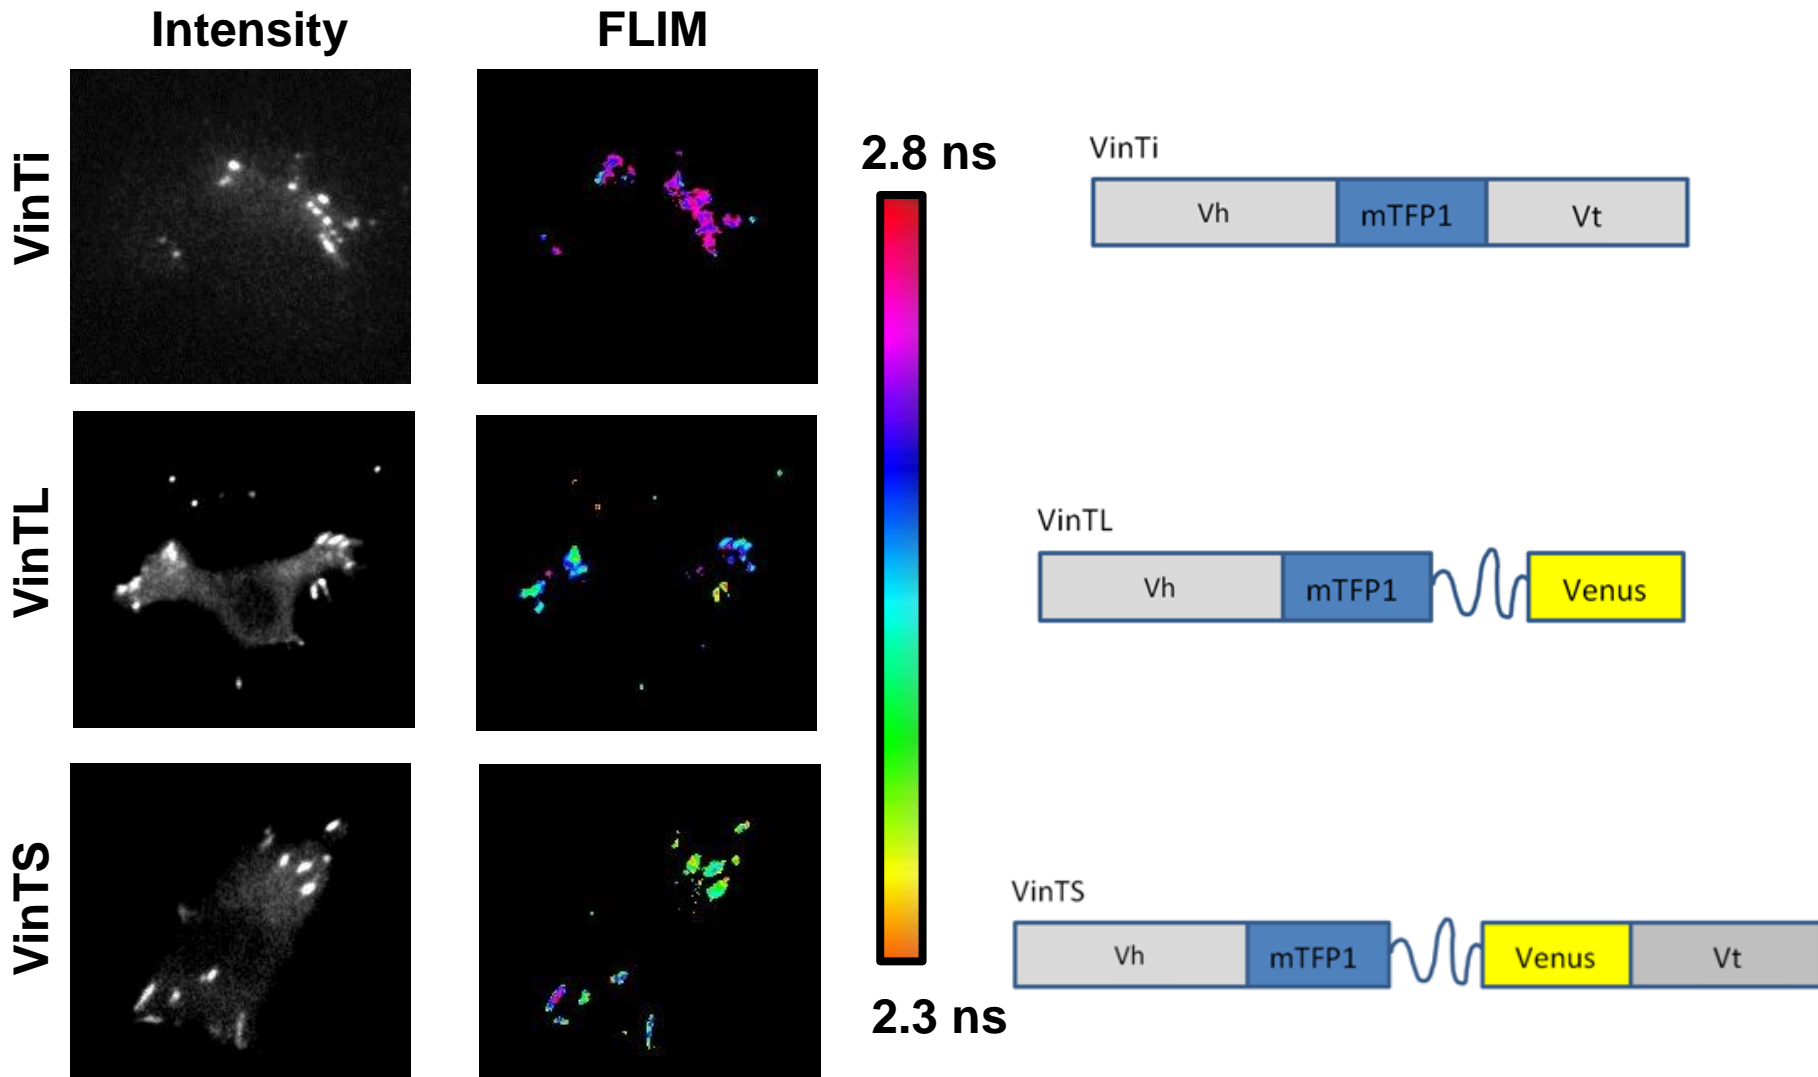 Intensity FLIM
VinTi
2.8 ns
VinTi
Vh mTFP1 Vt
VinTL
VinTL
Vh mTFP1 Venus
VinTS
VinTS
Vh mTFP1 Venus Vt
2.3 ns